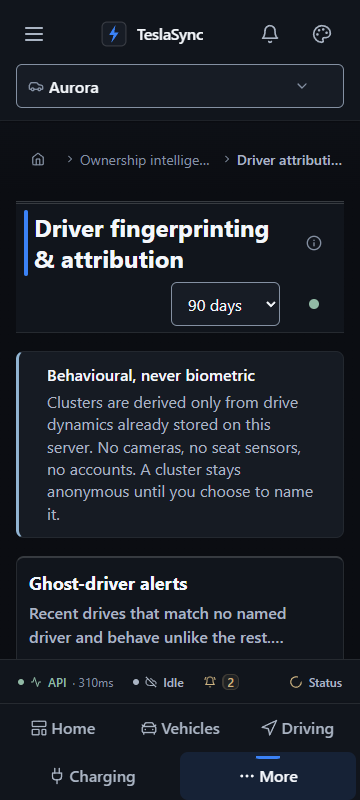 TeslaSync
Aurora
Ownership intellige...
Driver attributi...
Driver fingerprinting
& attribution
90 days
Behavioural, never biometric
Clusters are derived only from drive
dynamics already stored on this
server. No cameras, no seat sensors,
no accounts. A cluster stays
anonymous until you choose to name
it.
Ghost-driver alerts
Recent drives that match no named
driver and behave unlike the rest....
API · 310ms
Idle
2
Status
Home
Vehicles
Driving
Charging
More